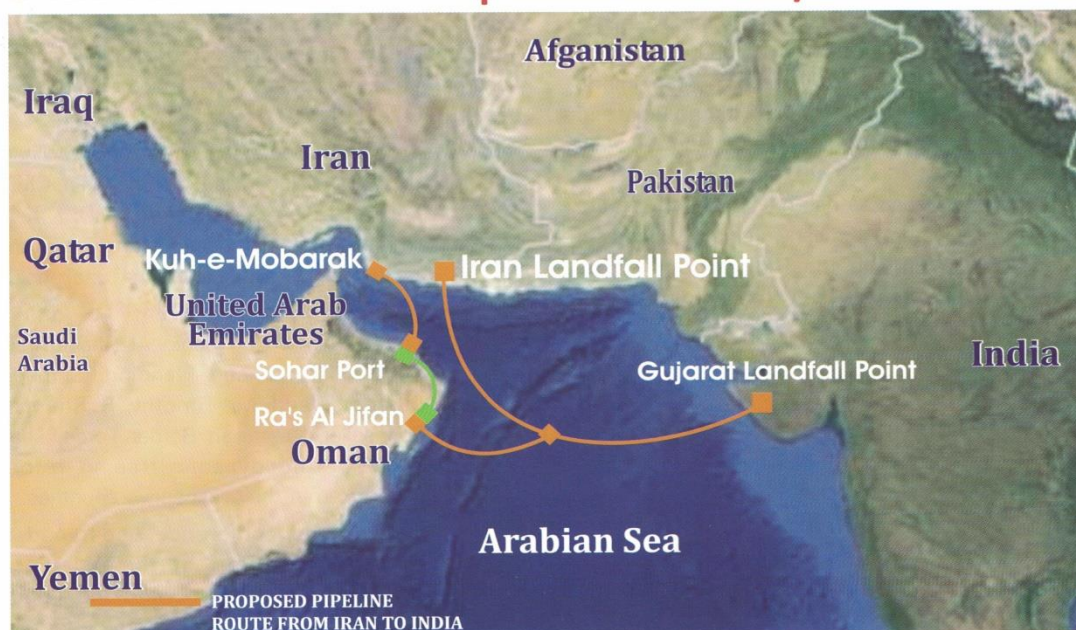 Afganistan
Iraq
Iran
Pakistan
Qatar
Kuh-e-Mobarak
Iran Landfall Point
United Arab
Emirates
Saudi
Arabia
India
Sohar Port
Gujarat Landfall Point
Ra's Al Jifan
Oman
Arabian Sea
Yemen
PROPOSED PIPELINE
ROUTE FROM IRAN TO INDIA